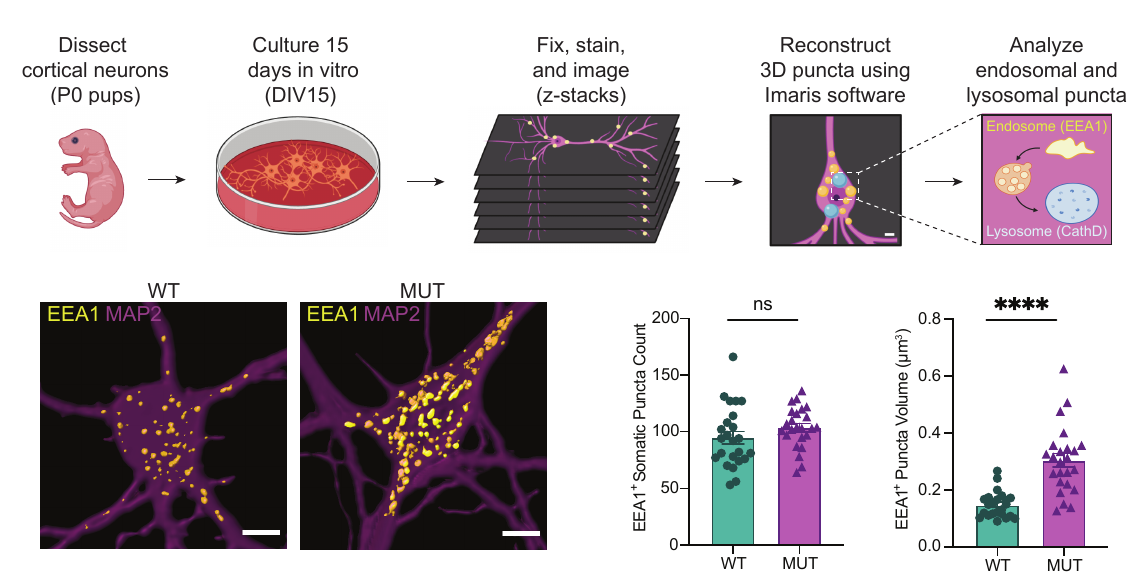 Dissect
cortical neurons
(P0 pups)
Culture 15
days in vitro
(DIV15)
Fix, stain,
and image
(z-stacks)
Reconstruct
3D puncta using
Imaris software
Analyze
endosomal and
lysosomal puncta
Endosome (EEA1)
Lysosome (CathD)
WT
EEA1 MAP2
MUT
EEA1 MAP2
EEA1⁺ Somatic Puncta Count
200
150
100
50
0
ns
WT
MUT
EEA1⁺ Puncta Volume (μm³)
0.8
0.6
0.4
0.2
0.0
****
WT
MUT